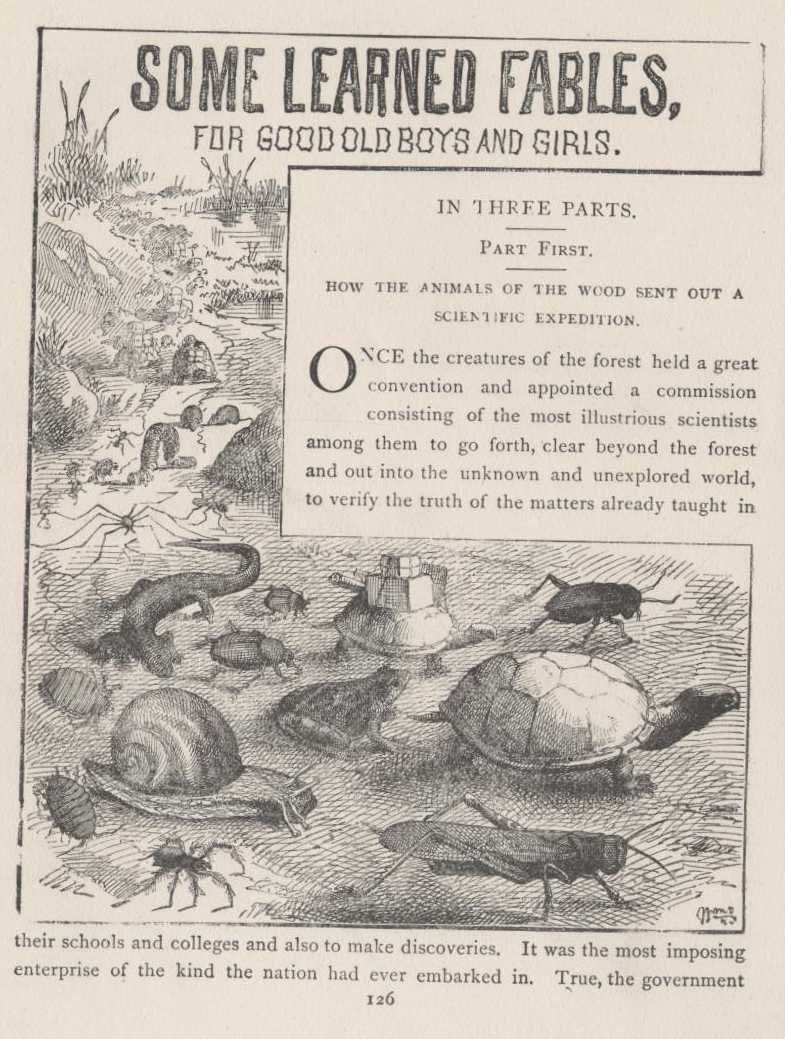 SOME LEARNED FABLES,
FOR GOOD OLD BOYS AND GIRLS.
IN THREE PARTS.
PART FIRST.
HOW THE ANIMALS OF THE WOOD SENT OUT A
SCIENTIFIC EXPEDITION.
ONCE the creatures of the forest held a great
convention and appointed a commission
consisting of the most illustrious scientists
among them to go forth, clear beyond the forest
and out into the unknown and unexplored world,
to verify the truth of the matters already taught in
their schools and colleges and also to make discoveries. It was the most imposing
enterprise of the kind the nation had ever embarked in. True, the government
126